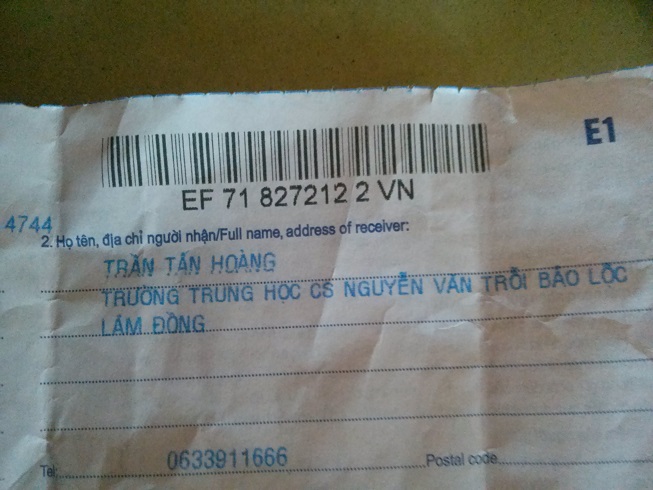 E1
EF 71 827212 2 VN
4744
2. Họ tên, địa chỉ người nhận/Full name, address of receiver:
TRẦN TẤN HOÀNG
TRƯỜNG TRUNG HỌC CS NGUYỄN VĂN TRỖI BẢO LỘC
LÂM ĐỒNG
Tel: 0633911666 Postal code